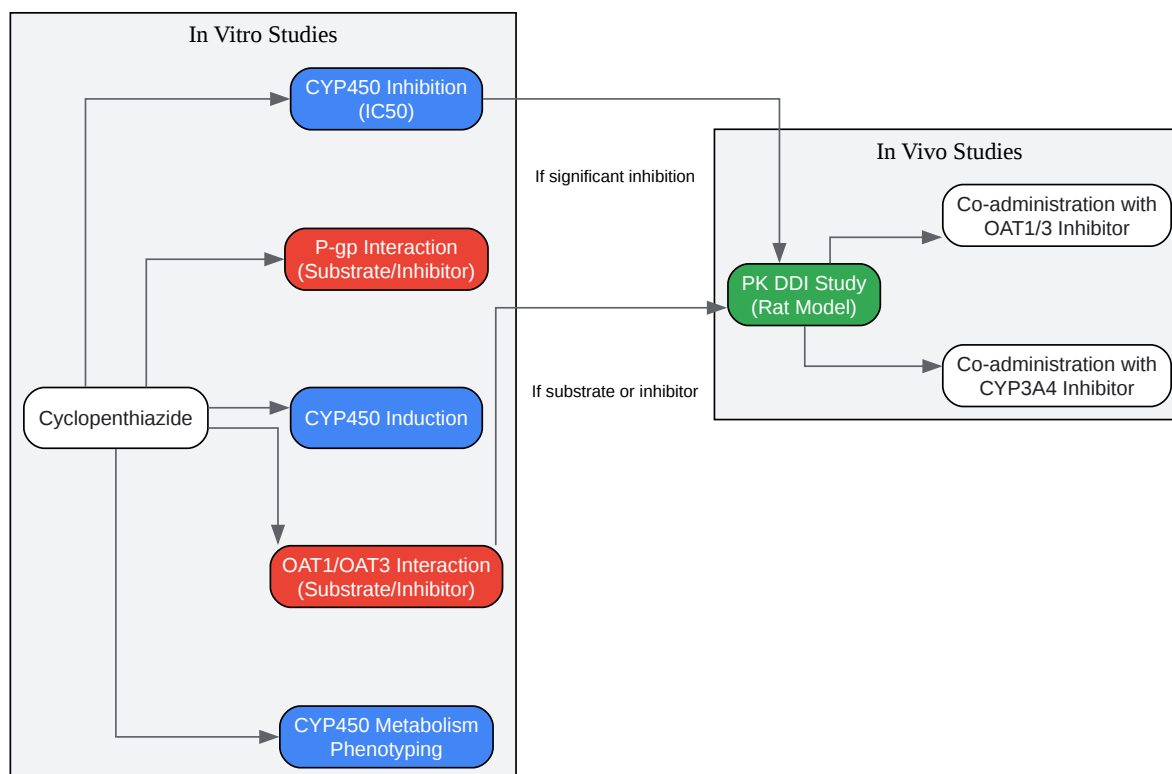 In Vitro Studies
CYP450 Inhibition
(IC50)
If significant inhibition
In Vivo Studies
Co-administration with
OAT1/3 Inhibitor
P-gp Interaction
(Substrate/Inhibitor)
PK DDI Study
(Rat Model)
Co-administration with
CYP3A4 Inhibitor
If substrate or inhibitor
Cyclopenthiazide
CYP450 Induction
OAT1/OAT3 Interaction
(Substrate/Inhibitor)
CYP450 Metabolism
Phenotyping